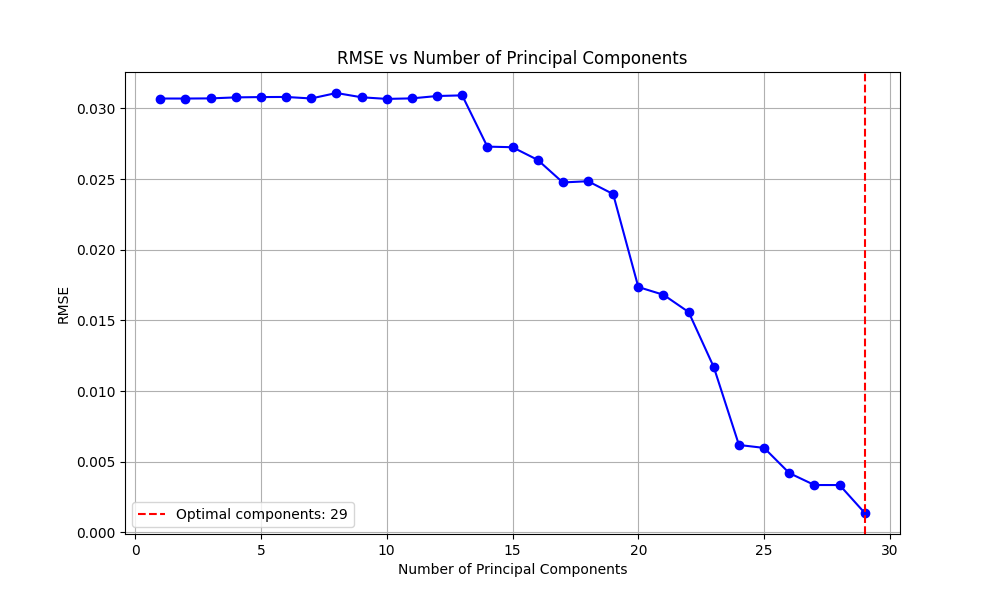 RMSE vs Number of Principal Components
RMSE
0.030
0.025
0.020
0.015
0.010
0.005
0.000
Optimal components: 29
0 5 10 15 20 25 30
Number of Principal Components